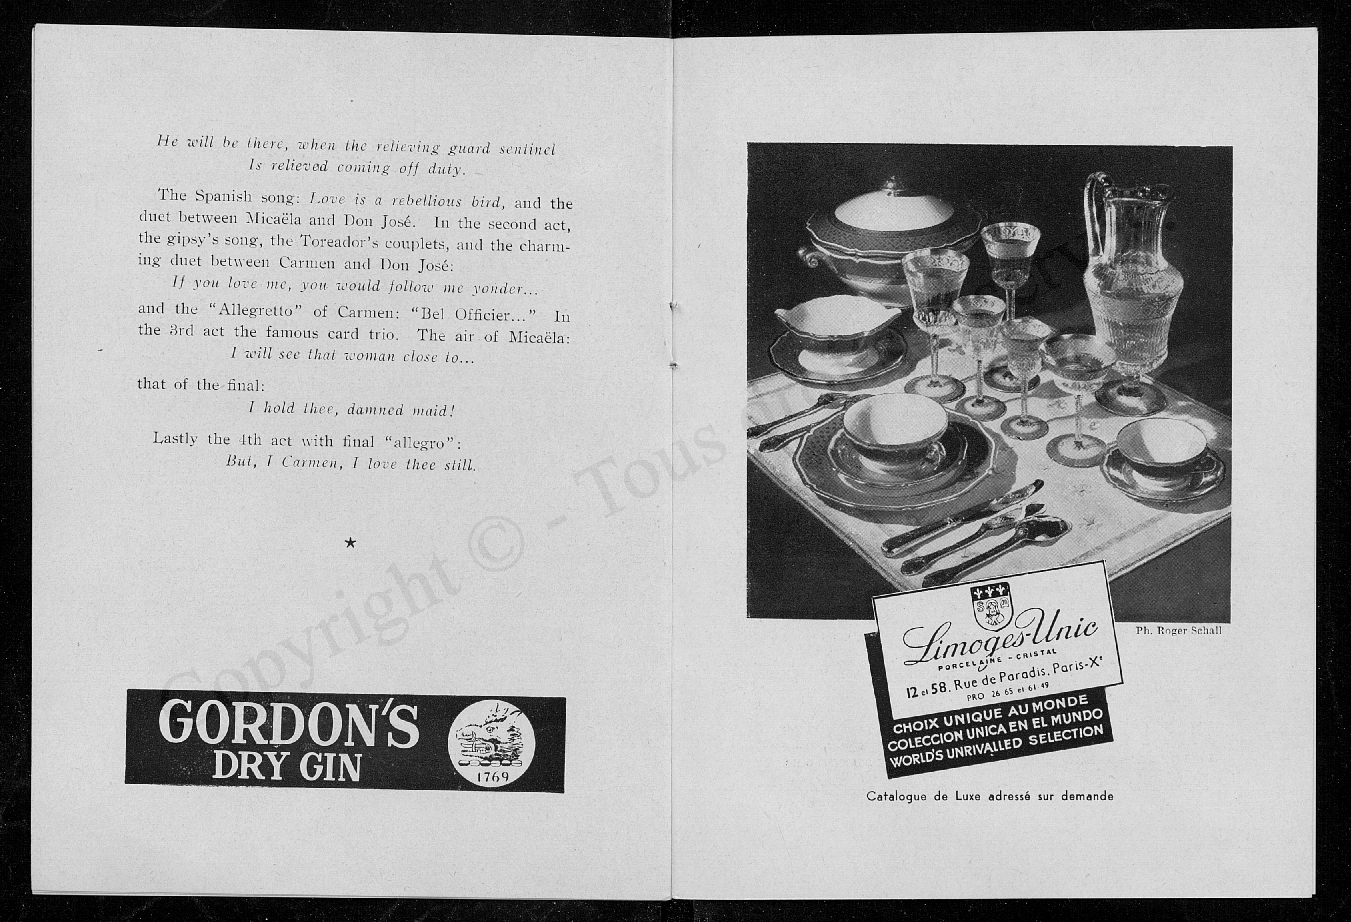 He will be there, when the relieving guard sentinel
Is relieved coming off duty.
The Spanish song: Love is a rebellious bird, and the
duet between Micaëla and Don José. In the second act,
the gipsy's song, the Toreador's couplets, and the charm-
ing duet between Carmen and Don José:
If you love me, you would follow me yonder...
and the "Allegretto" of Carmen: "Bel Officier..." In
the 3rd act the famous card trio. The air of Micaëla:
I will see that woman close to...
that of the final:
I hold thee, damned maid!
Lastly the 4th act with final "allegro":
But, I Carmen, I love thee still.
★
GORDON'S
DRY GIN
1769
Copyright © - Tous
Limoges-Unic
PORCELAINE - CRISTAL
12 et 58, Rue de Paradis, Paris-Xe
PRO 26 65 et 61 49
CHOIX UNIQUE AU MONDE
COLECCION UNICA EN EL MUNDO
WORLD'S UNRIVALLED SELECTION
Ph. Roger Schall
Catalogue de Luxe adressé sur demande